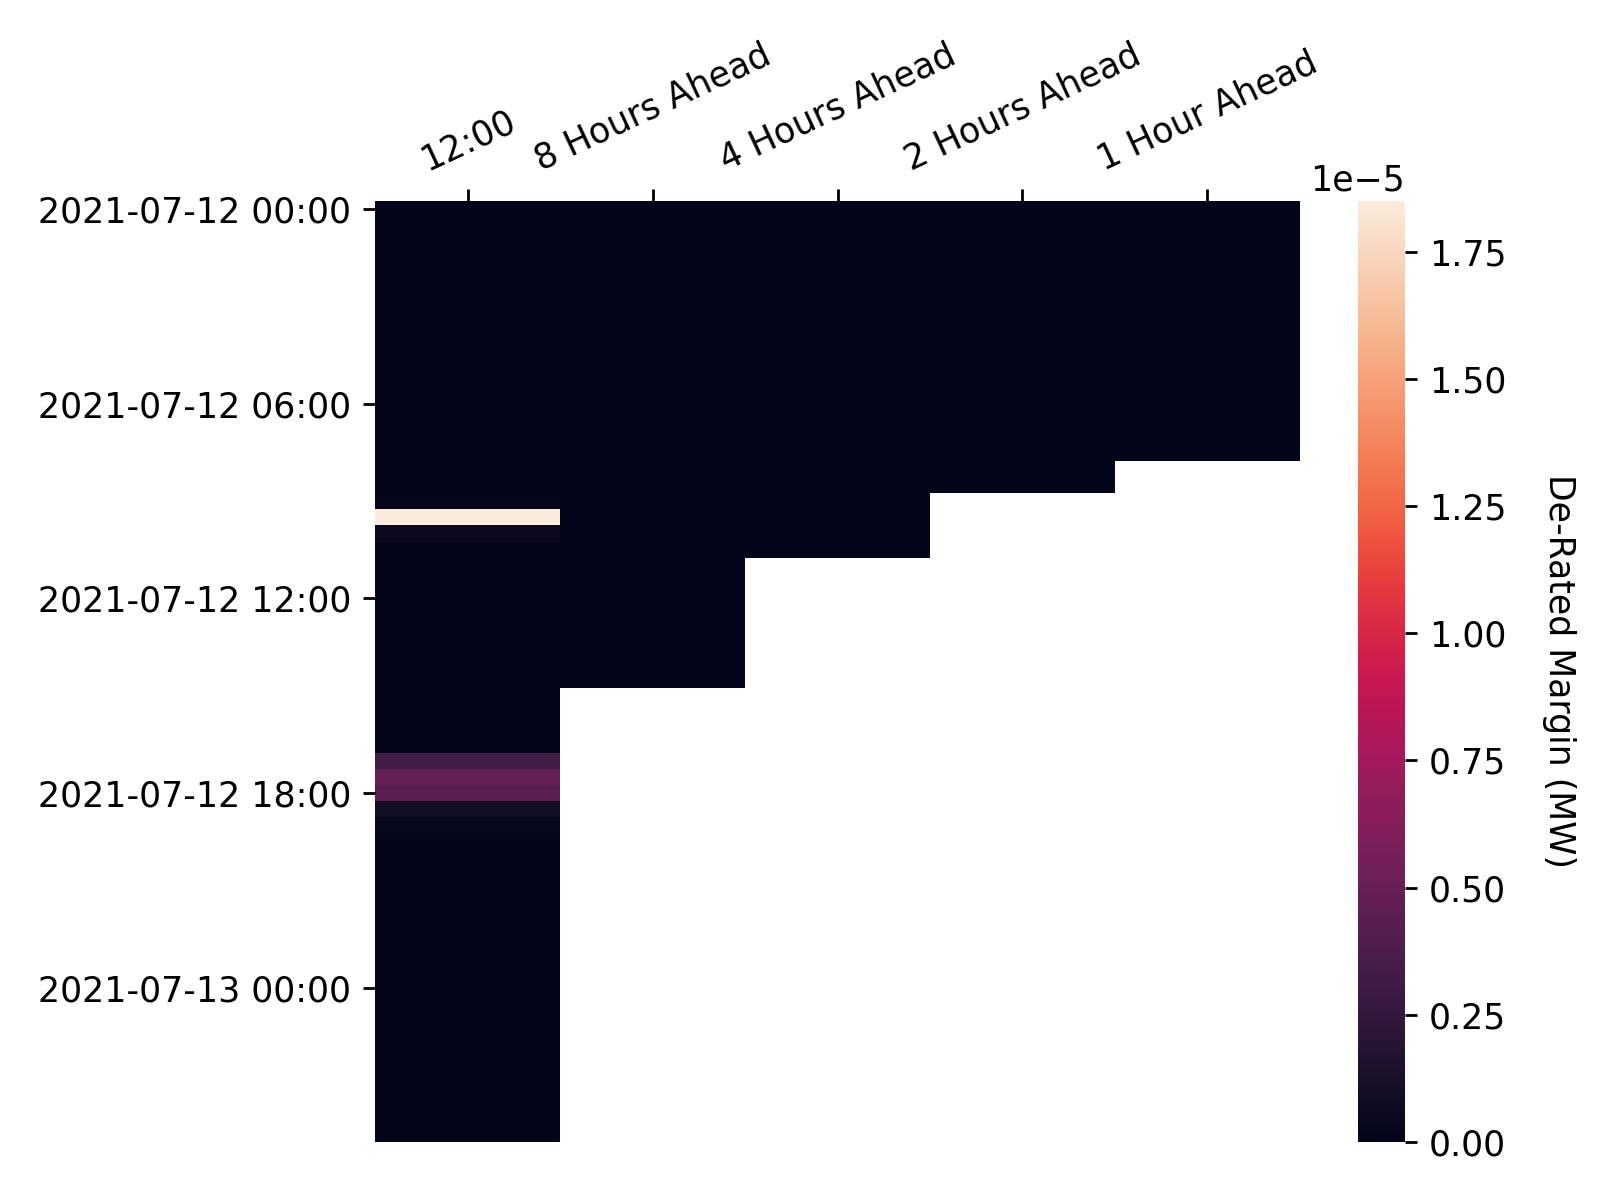 12:00
8 Hours Ahead
4 Hours Ahead
2 Hours Ahead
1 Hour Ahead
1e−5
2021-07-12 00:00
2021-07-12 06:00
2021-07-12 12:00
2021-07-12 18:00
2021-07-13 00:00
1.75
1.50
1.25
1.00
0.75
0.50
0.25
0.00
De-Rated Margin (MW)